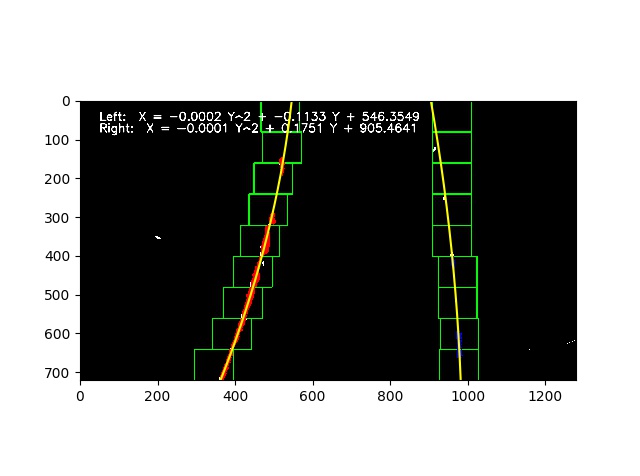 Left: X = -0.0002 Y^2 + -0.1133 Y + 546.3549
Right: X = -0.0001 Y^2 + 0.1751 Y + 905.4641
0
100
200
300
400
500
600
700
0 200 400 600 800 1000 1200